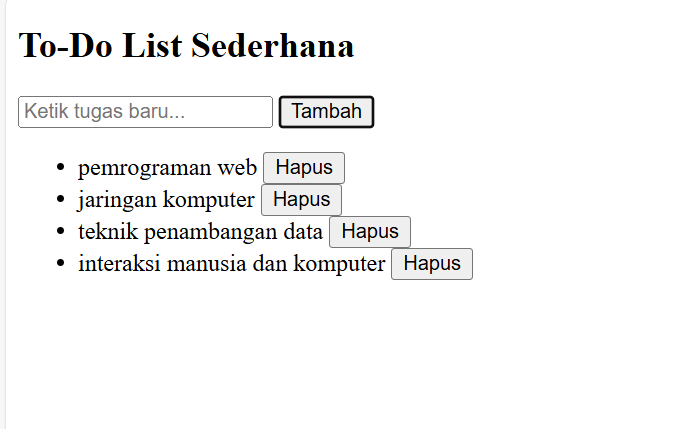 To-Do List Sederhana
Ketik tugas baru... Tambah
pemrograman web Hapus
jaringan komputer Hapus
teknik penambangan data Hapus
interaksi manusia dan komputer Hapus